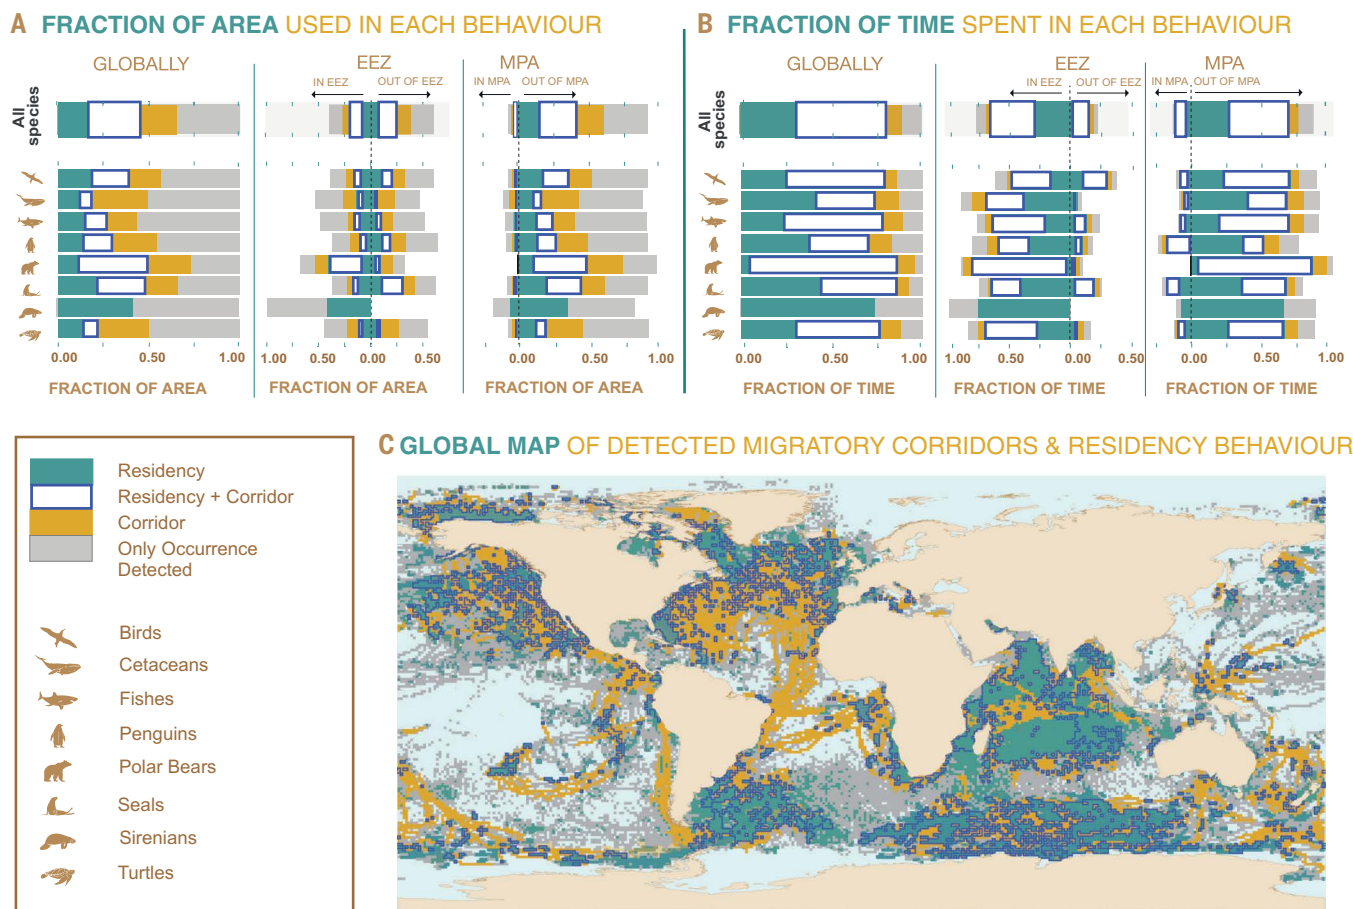 A FRACTION OF AREA USED IN EACH BEHAVIOUR
GLOBALLY
EEZ
MPA
IN EEZ
OUT OF EEZ
IN MPA
OUT OF MPA
All species
0.00 0.50 1.00
1.00 0.50 0.00 0.50
0.00 0.50 1.00
FRACTION OF AREA
FRACTION OF AREA
FRACTION OF AREA
B FRACTION OF TIME SPENT IN EACH BEHAVIOUR
GLOBALLY
EEZ
MPA
IN EEZ
OUT OF EEZ
IN MPA
OUT OF MPA
All species
0.00 0.50 1.00
1.00 0.50 0.00 0.50
0.00 0.50 1.00
FRACTION OF TIME
FRACTION OF TIME
FRACTION OF TIME
Residency
Residency + Corridor
Corridor
Only Occurrence
Detected
Birds
Cetaceans
Fishes
Penguins
Polar Bears
Seals
Sirenians
Turtles
C GLOBAL MAP OF DETECTED MIGRATORY CORRIDORS & RESIDENCY BEHAVIOUR